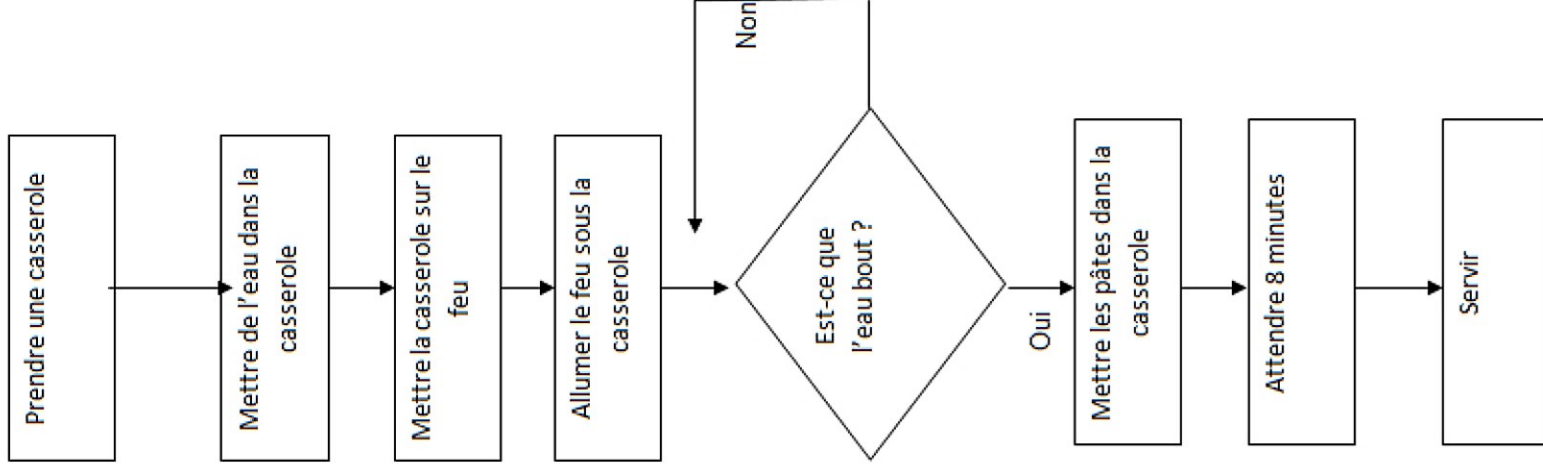 Prendre une casserole
Mettre de l'eau dans la
casserole
Mettre la casserole sur le
feu
Allumer le feu sous la
casserole
Non
Est-ce que
l'eau bout ?
Oui
Mettre les pâtes dans la
casserole
Attendre 8 minutes
Servir